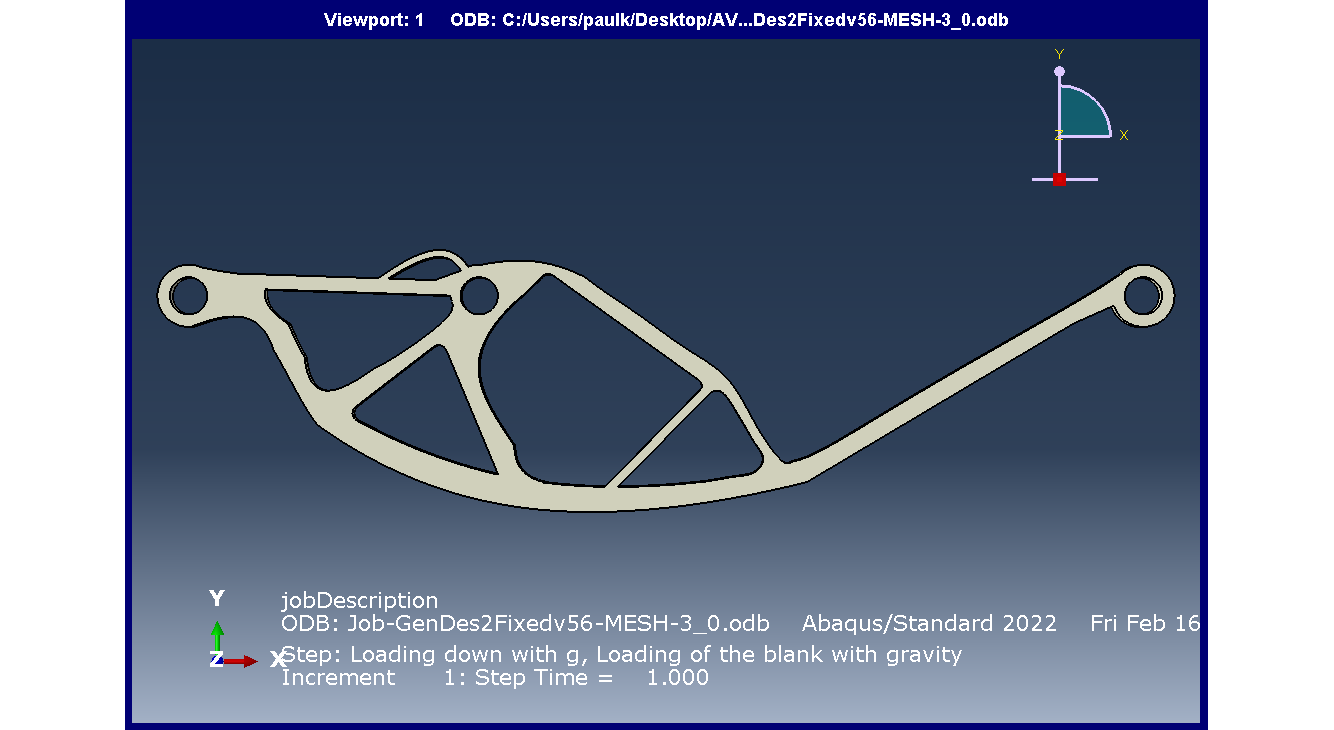 Viewport: 1 ODB: C:/Users/paulk/Desktop/AV...Des2Fixedv56-MESH-3_0.odb
Y
Z X
Y
jobDescription
ODB: Job-GenDes2Fixedv56-MESH-3_0.odb Abaqus/Standard 2022 Fri Feb 16
Z X
Step: Loading down with g, Loading of the blank with gravity
Increment 1: Step Time = 1.000